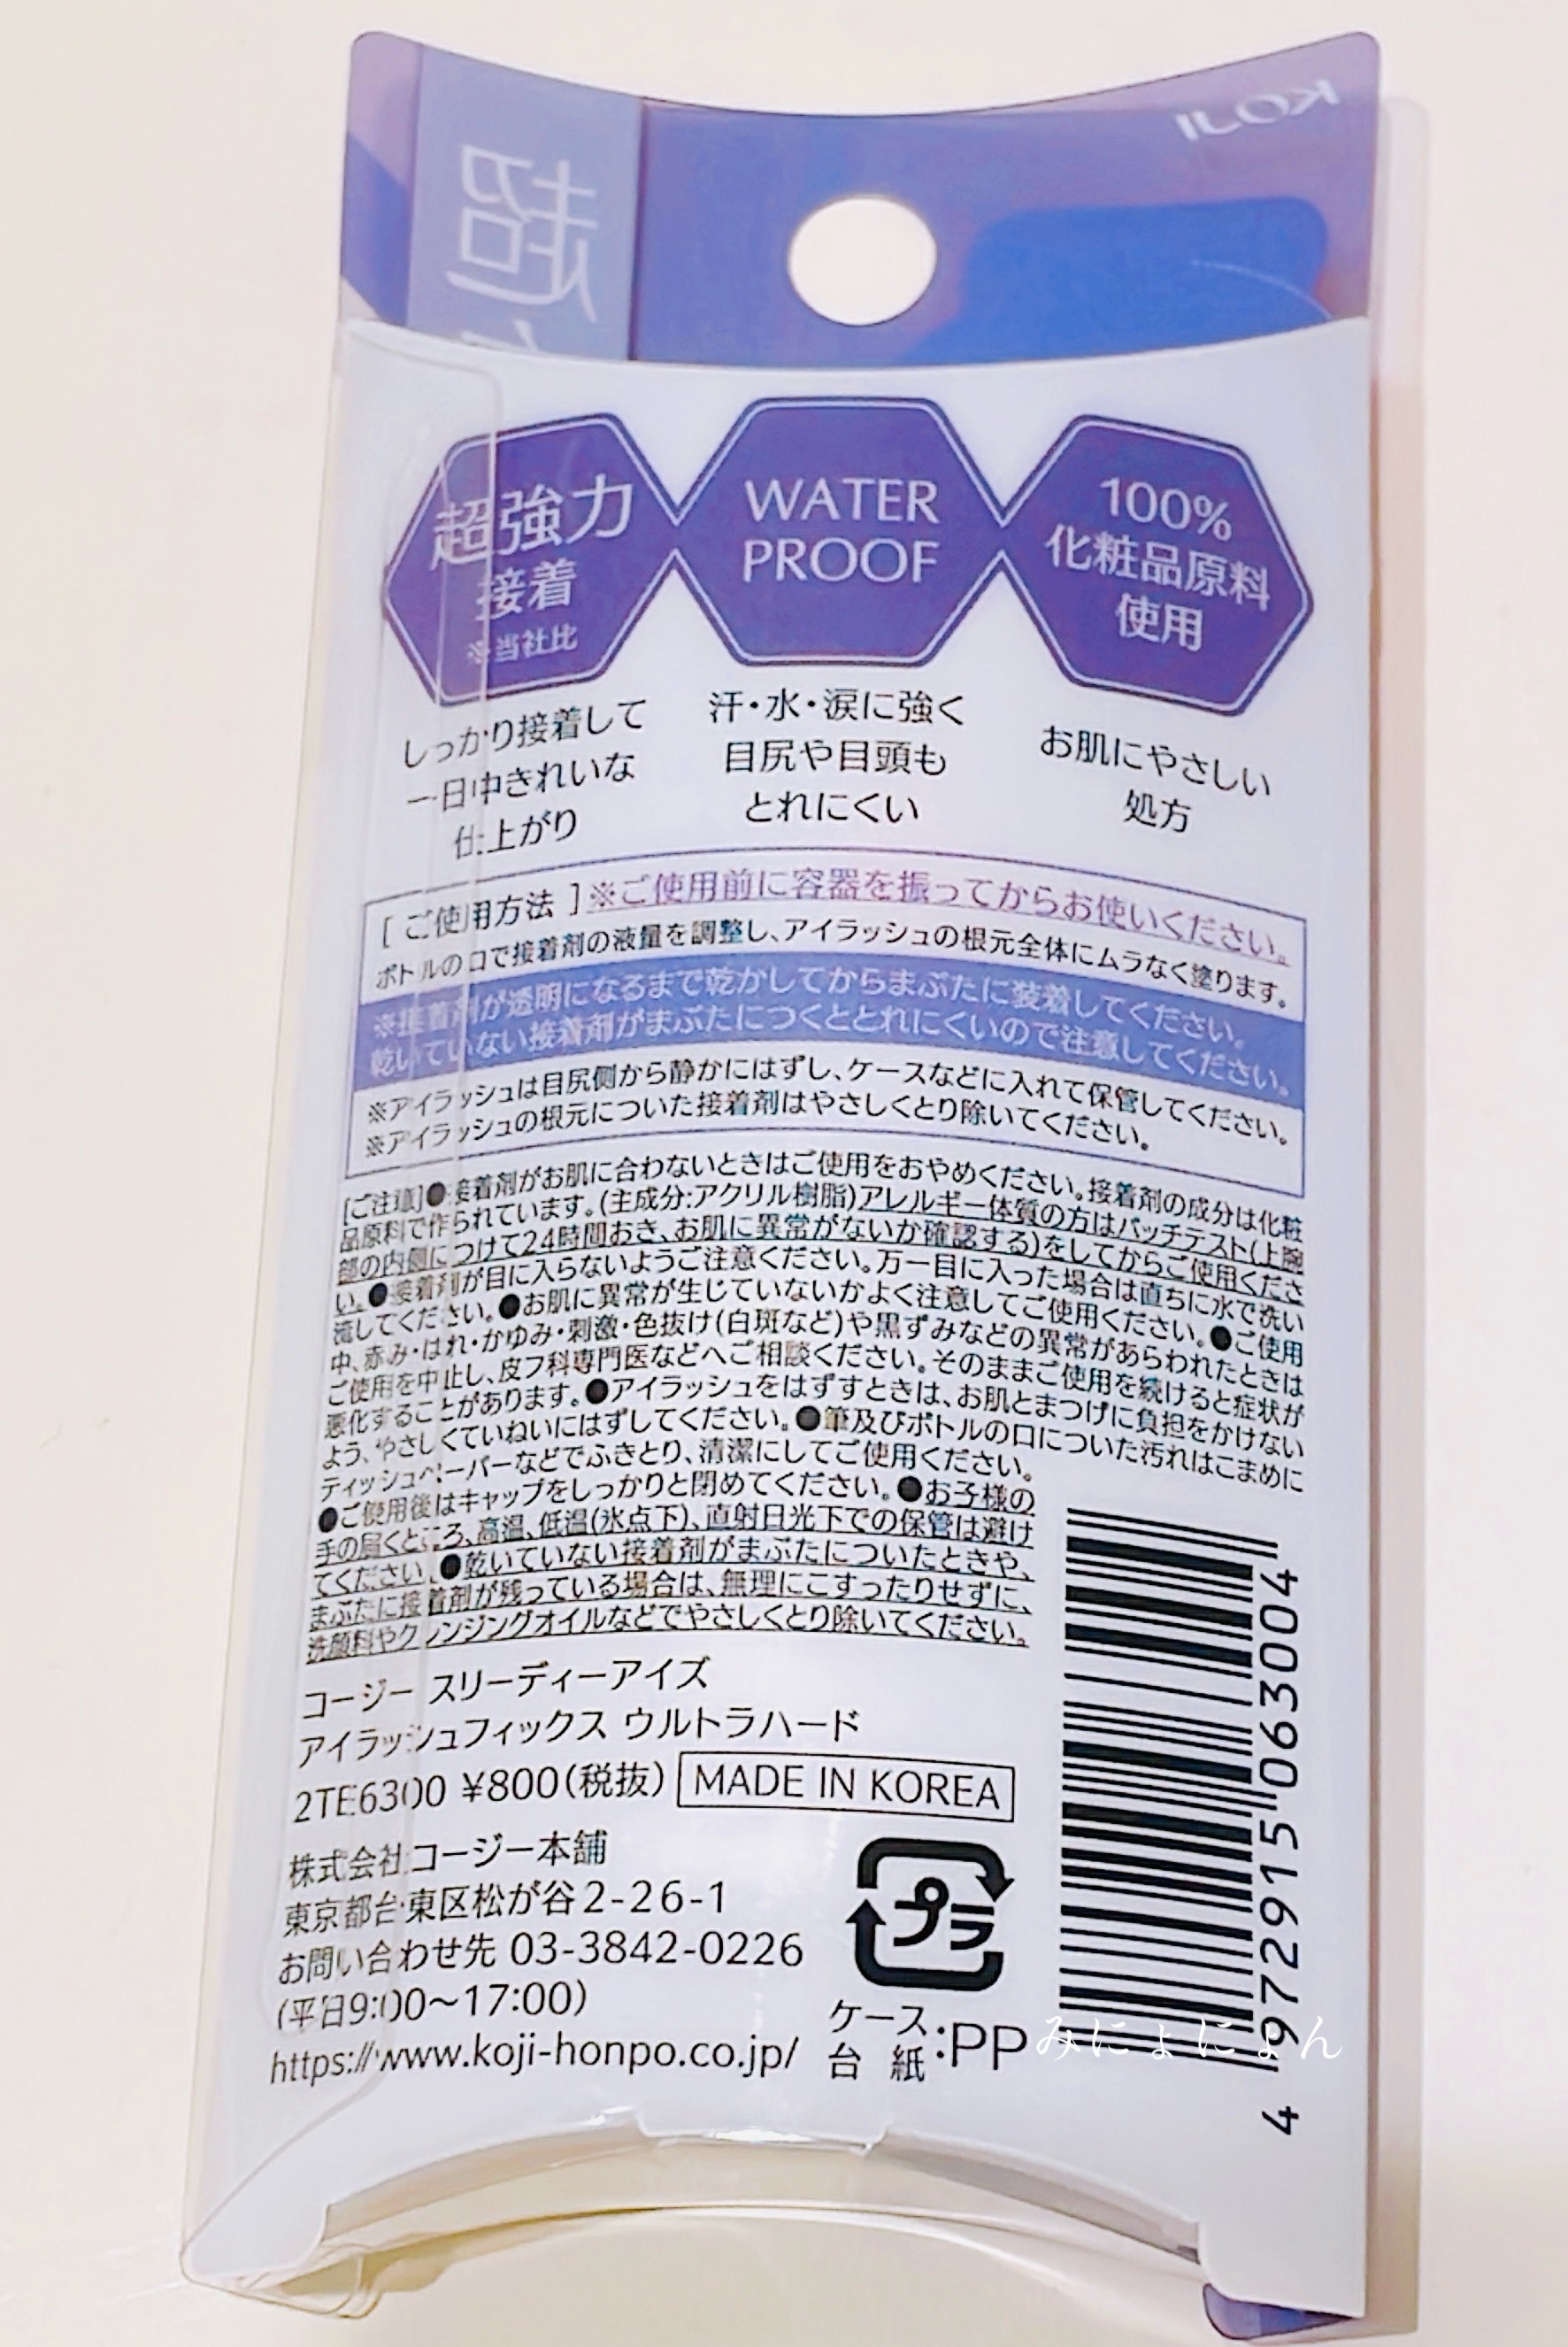 KOJI
超
超強力
接着
※当社比
WATER
PROOF
100%
化粧品原料
使用
しっかり接着して
一日中きれいな
仕上がり
汗・水・涙に強く
目尻や目頭も
とれにくい
お肌にやさしい
処方
[ ご使用方法 ]※ご使用前に容器を振ってからお使いください。
ボトルの口で接着剤の液量を調整し、アイラッシュの根元全体にムラなく塗ります。
※接着剤が透明になるまで乾かしてからまぶたに装着してください。
乾いていない接着剤がまぶたにつくととれにくいので注意してください。
※アイラッシュは目尻側から静かにはずし、ケースなどに入れて保管してください。
※アイラッシュの根元についた接着剤はやさしくとり除いてください。
[ご注意]●接着剤がお肌に合わないときはご使用をおやめください。接着剤の成分は化粧
品原料で作られています。(主成分:アクリル樹脂)アレルギー体質の方はパッチテスト(上腕
部の内側につけて24時間おき、お肌に異常がないか確認する)をしてからご使用くださ
い。●接着剤が目に入らないようご注意ください。万一目に入った場合は直ちに水で洗い
流してください。●お肌に異常が生じていないかよく注意してご使用ください。●ご使用
中、赤み・はれ・かゆみ・刺激・色抜け(白斑など)や黒ずみなどの異常があらわれたときは
ご使用を中止し、皮フ科専門医などへご相談ください。そのままご使用を続けると症状が
悪化することがあります。●アイラッシュをはずすときは、お肌とまつげに負担をかけない
よう、やさしくていねいにはずしてください。●筆及びボトルの口についた汚れはこまめに
ティッシュペーパーなどでふきとり、清潔にしてご使用ください。
●ご使用後はキャップをしっかりと閉めてください。●お子様の
手の届くところ、高温、低温(氷点下)、直射日光下での保管は避け
てください。●乾いていない接着剤がまぶたについたときや、
まぶたに接着剤が残っている場合は、無理にこすったりせずに、
洗顔料やクレンジングオイルなどでやさしくとり除いてください。
コージー スリーディーアイズ
アイラッシュフィックス ウルトラハード
2TE6300 ¥800(税抜) MADE IN KOREA
株式会社コージー本舗
東京都台東区松が谷2-26-1
お問い合わせ先 03-3842-0226
(平日9:00～17:00)
https://www.koji-honpo.co.jp/
プラ
ケース
台紙:PP
4 972915 063004
みにょにょん